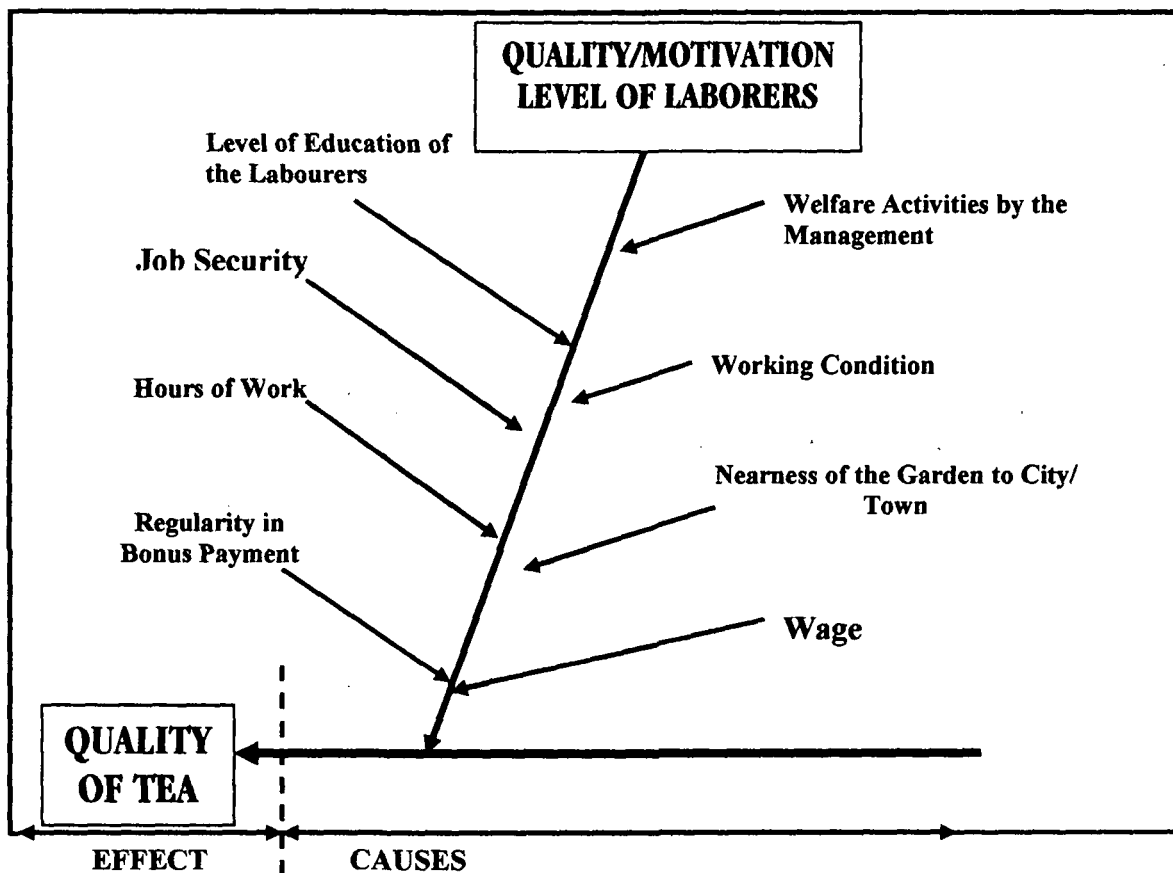 QUALITY/MOTIVATION
LEVEL OF LABORERS
Level of Education of
the Labourers
Welfare Activities by the
Management
Job Security
Working Condition
Hours of Work
Nearness of the Garden to City/
Town
Regularity in
Bonus Payment
Wage
QUALITY
OF TEA
EFFECT
CAUSES